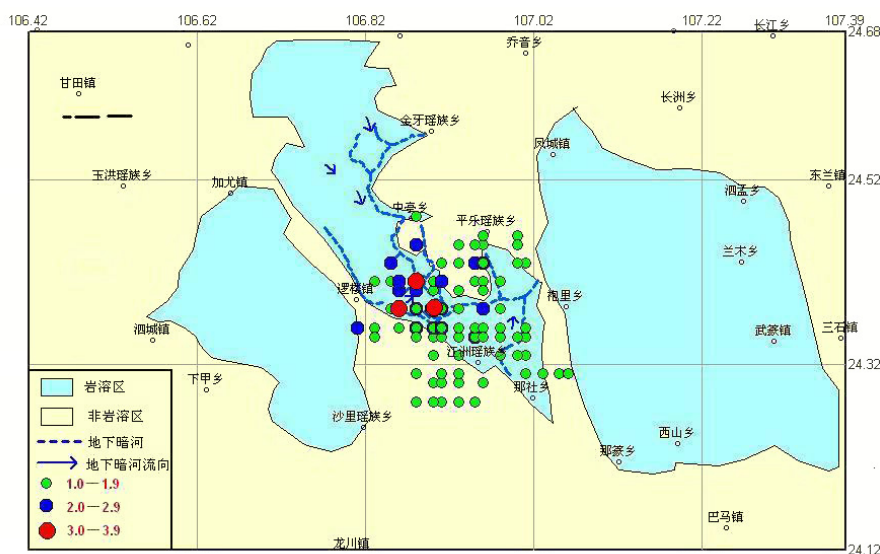 106.42 106.62 106.82 107.02 107.22 107.39
24.68
长江乡
乔音乡
甘田镇
长洲乡
金牙瑶族乡
凤城镇
24.52
玉洪瑶族乡
加尤镇
东兰镇
泗孟乡
中亭乡
平乐瑶族乡
兰木乡
逻楼镇
袍里乡
泗城镇
武篆镇
三石镇
江洲瑶族乡
24.32
下甲乡
那社乡
岩溶区
非岩溶区
沙里瑶族乡
西山乡
地下暗河
那篆乡
地下暗河流向
1.0—1.9
2.0—2.9
巴马镇
3.0—3.9
龙川镇
24.12